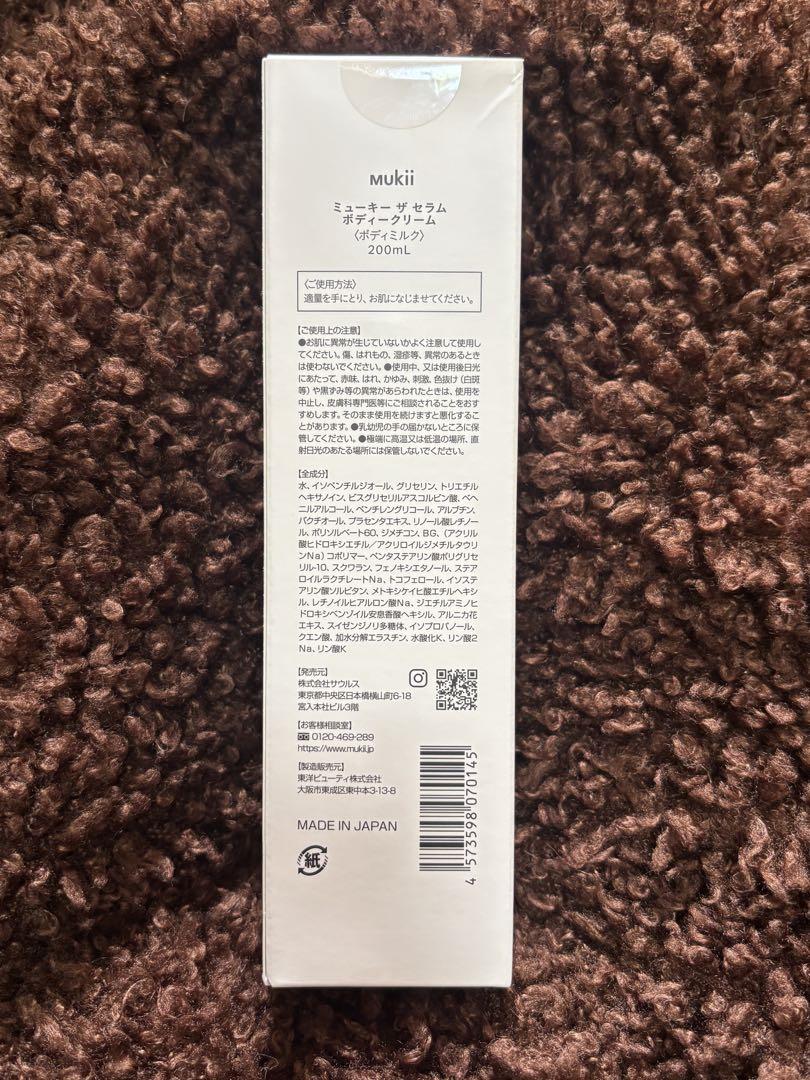 Mukii
ミューキー ザ セラム
ボディークリーム
〈ボディミルク〉
200mL
〈ご使用方法〉
適量を手にとり、お肌になじませてください。
【ご使用上の注意】
●お肌に異常が生じていないかよく注意して使用し
てください。傷、はれもの、湿疹等、異常のあるとき
は使わないでください。●使用中、又は使用後日光
にあたって、赤味、はれ、かゆみ、刺激、色抜け(白斑
等)や黒ずみ等の異常があらわれたときは、使用を
中止し、皮膚科専門医等にご相談されることをおす
すめします。そのまま使用を続けますと悪化するこ
とがあります。●乳幼児の手の届かないところに保
管してください。●極端に高温又は低温の場所、直
射日光のあたる場所には保管しないでください。
【全成分】
水、イソペンチルジオール、グリセリン、トリエチル
ヘキサノイン、ビスグリセリルアスコルビン酸、ベヘ
ニルアルコール、ペンチレングリコール、アルブチン、
バクチオール、プラセンタエキス、リノール酸レチノー
ル、ポリソルベート60、ジメチコン、BG、(アクリル
酸ヒドロキシエチル/アクリロイルジメチルタウリ
ンNa)コポリマー、ペンタステアリン酸ポリグリセ
リル-10、スクワラン、フェノキシエタノール、ステア
ロイルラクチレートNa、トコフェロール、イソステ
アリン酸ソルビタン、メトキシケイヒ酸エチルヘキシ
ル、レチノイルヒアルロン酸Na、ジエチルアミノヒ
ドロキシベンゾイル安息香酸ヘキシル、アルニカ花
エキス、スイゼンジノリ多糖体、イソプロパノール、
クエン酸、加水分解エラスチン、水酸化K、リン酸2
Na、リン酸K
【発売元】
株式会社サウルス
東京都中央区日本橋横山町6-18
宮入本社ビル3階
【お客様相談室】
0120-469-289
https://www.mukii.jp
【製造販売元】
東洋ビューティ株式会社
大阪市東成区東中本3-13-8
MADE IN JAPAN
紙
4 573598 070145